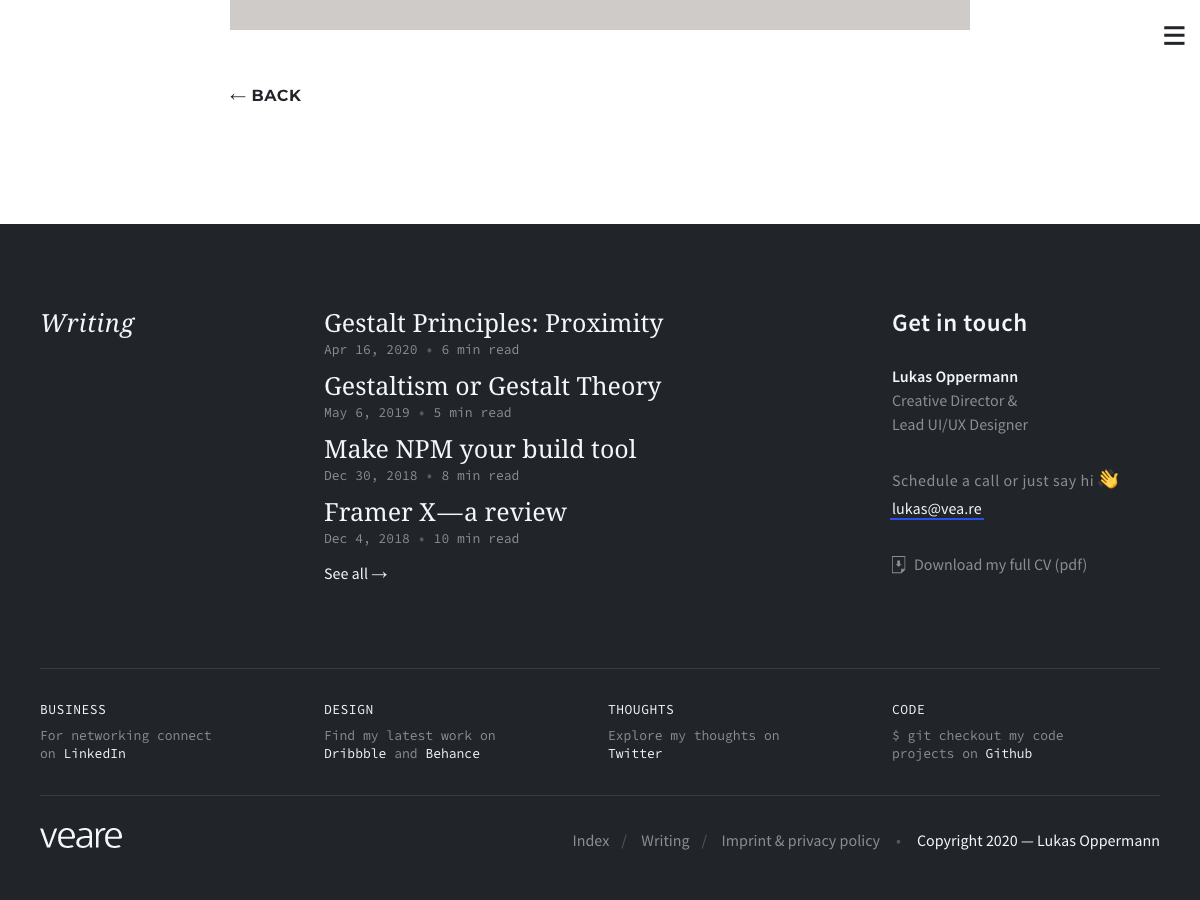 ← BACK
Writing
Gestalt Principles: Proximity
Apr 16, 2020 • 6 min read
Gestaltism or Gestalt Theory
May 6, 2019 • 5 min read
Make NPM your build tool
Dec 30, 2018 • 8 min read
Framer X—a review
Dec 4, 2018 • 10 min read
See all →
Get in touch
Lukas Oppermann
Creative Director &
Lead UI/UX Designer
Schedule a call or just say hi 👋
lukas@vea.re
Download my full CV (pdf)
BUSINESS
For networking connect
on LinkedIn
DESIGN
Find my latest work on
Dribbble and Behance
THOUGHTS
Explore my thoughts on
Twitter
CODE
$ git checkout my code
projects on Github
veare
Index / Writing / Imprint & privacy policy • Copyright 2020 — Lukas Oppermann